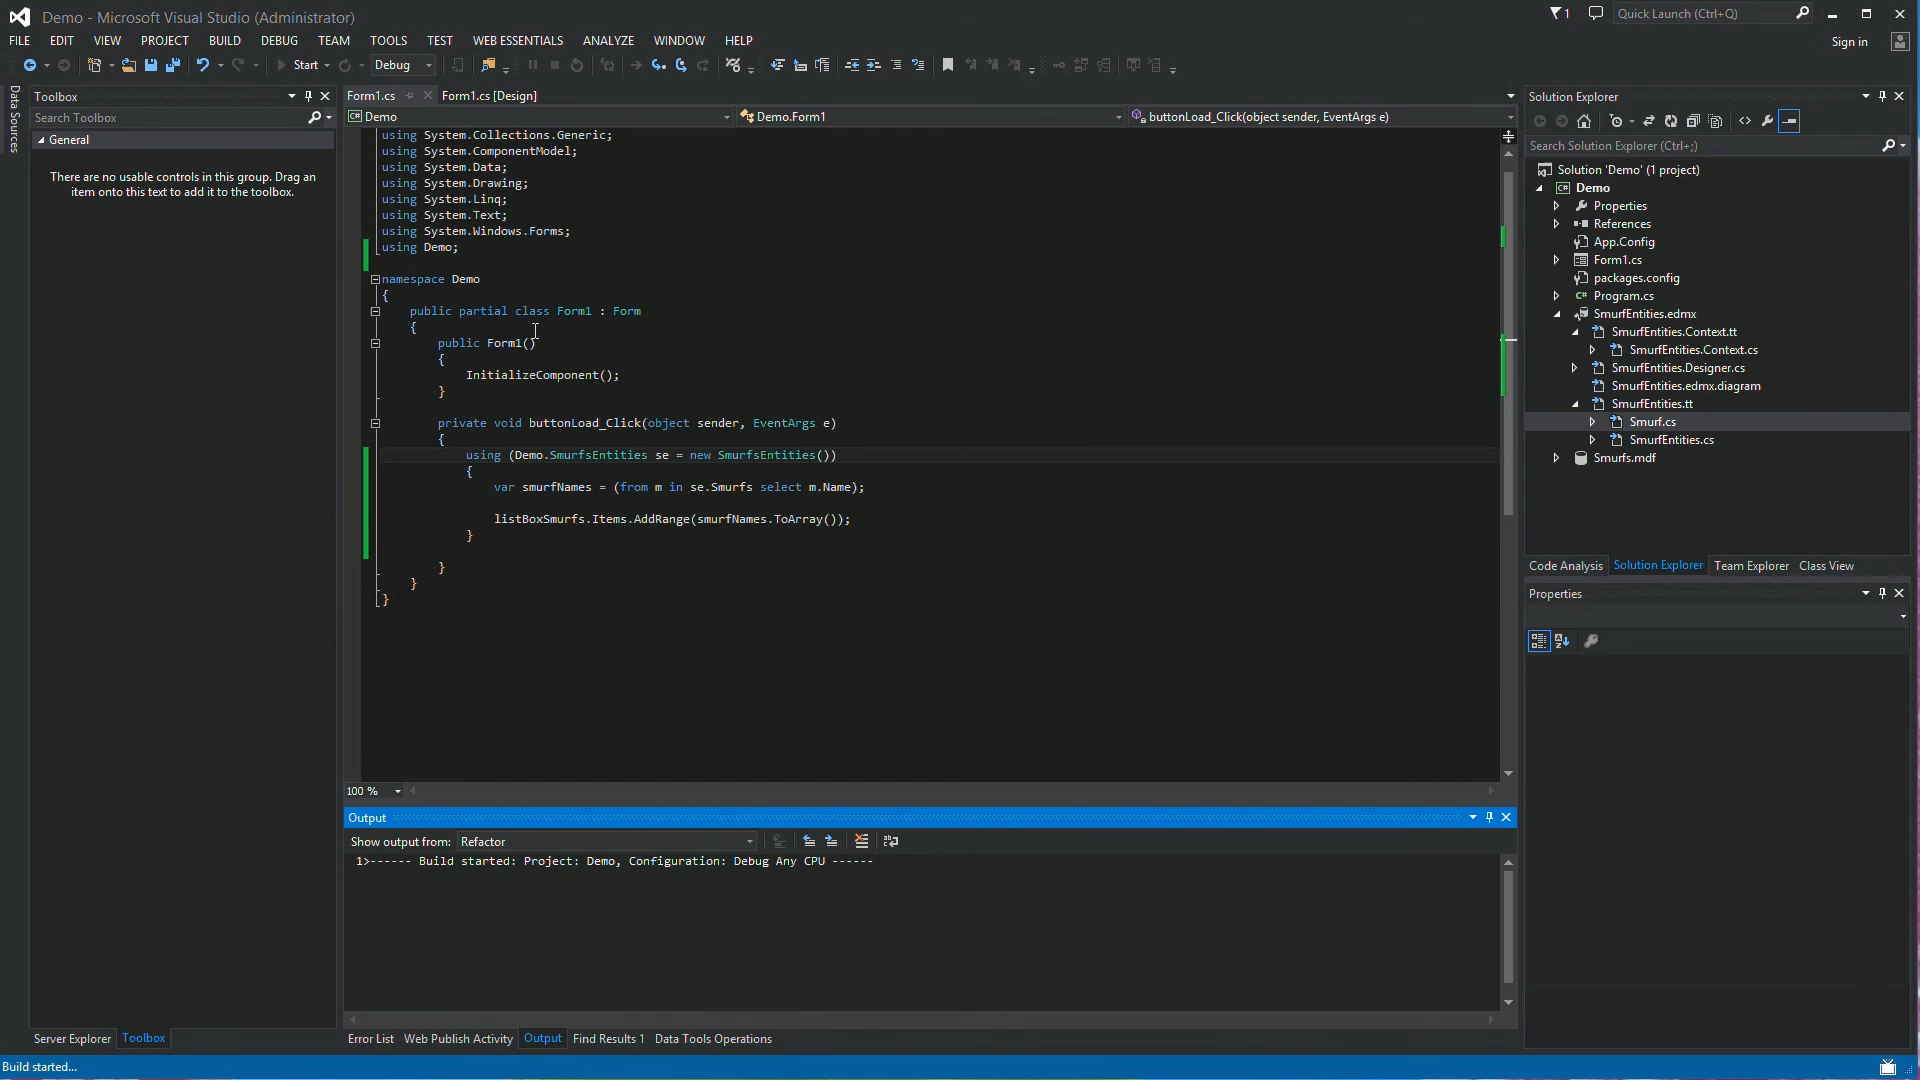 Demo - Microsoft Visual Studio (Administrator)
1
Quick Launch (Ctrl+Q)
FILE EDIT VIEW PROJECT BUILD DEBUG TEAM TOOLS TEST WEB ESSENTIALS ANALYZE WINDOW HELP
Sign in
Start
Debug
Data Sources
Toolbox
Search Toolbox
General
There are no usable controls in this group. Drag an
item onto this text to add it to the toolbox.
Server Explorer Toolbox
Form1.cs Form1.cs [Design]
Demo
Demo.Form1
buttonLoad_Click(object sender, EventArgs e)
using System.Collections.Generic;
using System.ComponentModel;
using System.Data;
using System.Drawing;
using System.Linq;
using System.Text;
using System.Windows.Forms;
using Demo;
namespace Demo
{
public partial class Form1 : Form
{
public Form1()
{
InitializeComponent();
}
private void buttonLoad_Click(object sender, EventArgs e)
{
using (Demo.SmurfsEntities se = new SmurfsEntities())
{
var smurfNames = (from m in se.Smurfs select m.Name);
listBoxSmurfs.Items.AddRange(smurfNames.ToArray());
}
}
}
}
100 %
Output
Show output from: Refactor
1>------ Build started: Project: Demo, Configuration: Debug Any CPU ------
Error List Web Publish Activity Output Find Results 1 Data Tools Operations
Solution Explorer
Search Solution Explorer (Ctrl+;)
Solution 'Demo' (1 project)
C# Demo
Properties
References
App.Config
Form1.cs
packages.config
C# Program.cs
SmurfEntities.edmx
SmurfEntities.Context.tt
SmurfEntities.Context.cs
SmurfEntities.Designer.cs
SmurfEntities.edmx.diagram
SmurfEntities.tt
Smurf.cs
SmurfEntities.cs
Smurfs.mdf
Code Analysis Solution Explorer Team Explorer Class View
Properties
Build started...